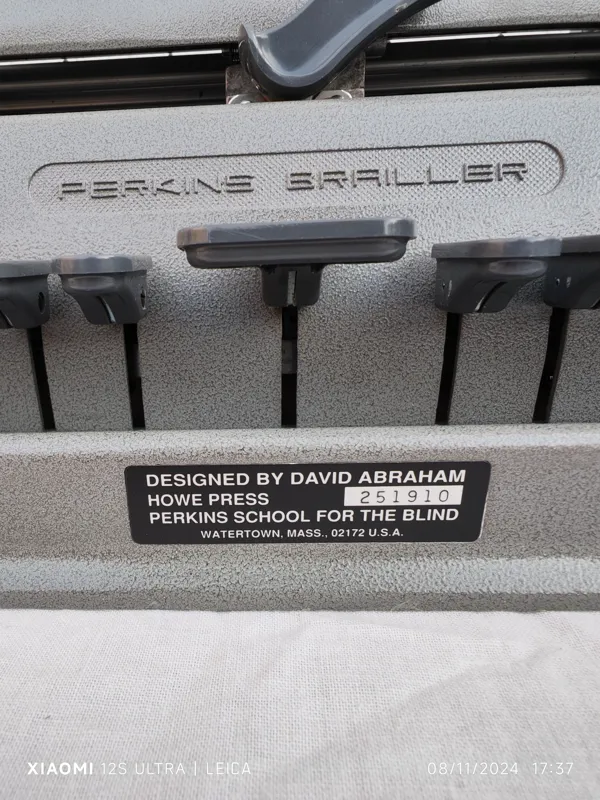 PERKINS BRAILLER
DESIGNED BY DAVID ABRAHAM
HOWE PRESS 251910
PERKINS SCHOOL FOR THE BLIND
WATERTOWN, MASS., 02172 U.S.A.
XIAOMI 12S ULTRA | LEICA 08/11/2024 17:37